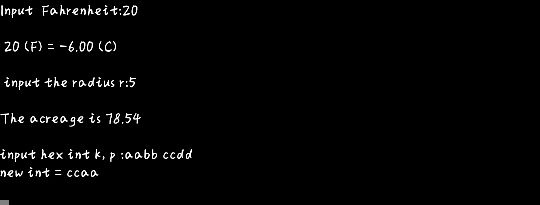 Input Fahrenheit:20
20 (F) = -6.00 (C)
input the radius r:5
The acreage is 78.54
input hex int k, p :aabb ccdd
new int = ccaa